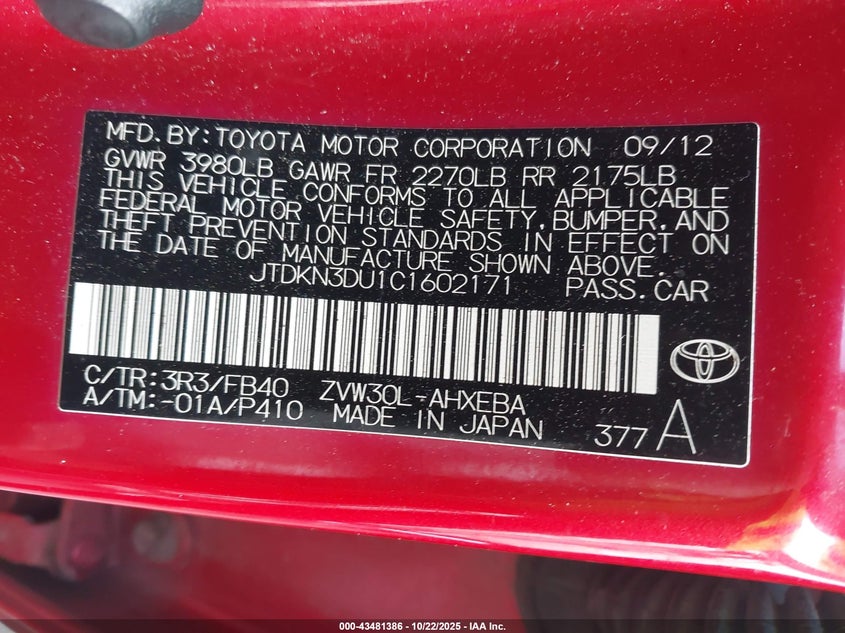 MFD. BY: TOYOTA MOTOR CORPORATION 09/12
GVWR 3980LB GAWR FR 2270LB RR 2175LB
THIS VEHICLE CONFORMS TO ALL APPLICABLE
FEDERAL MOTOR VEHICLE SAFETY, BUMPER, AND
THEFT PREVENTION STANDARDS IN EFFECT ON
THE DATE OF MANUFACTURE SHOWN ABOVE.
JTDKN3DU1C1602171 PASS. CAR
C/TR: 3R3/FB40 ZVW30L-AHXEBA
A/TM: -01A/P410 MADE IN JAPAN 377 A
000-43481386 - 10/22/2025 - IAA Inc.